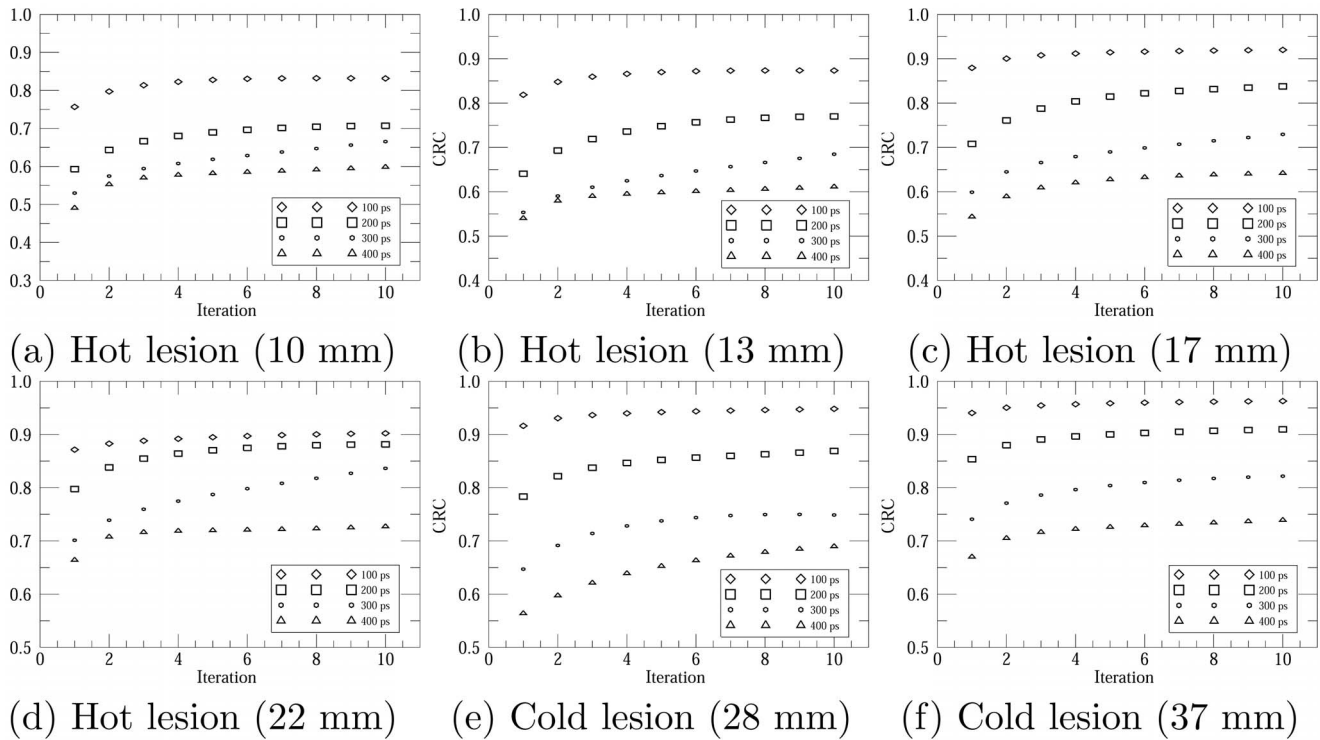 1.0
0.9
0.8
0.7
0.6
0.5
0.4
0.3
0 2 4 6 8 10
Iteration
100 ps
200 ps
300 ps
400 ps
(a) Hot lesion (10 mm)
CRC
1.0
0.9
0.8
0.7
0.6
0.5
0.4
0 2 4 6 8 10
Iteration
100 ps
200 ps
300 ps
400 ps
(b) Hot lesion (13 mm)
CRC
1.0
0.9
0.8
0.7
0.6
0.5
0.4
0 2 4 6 8 10
Iteration
100 ps
200 ps
300 ps
400 ps
(c) Hot lesion (17 mm)
1.0
0.9
0.8
0.7
0.6
0.5
0 2 4 6 8 10
Iteration
100 ps
200 ps
300 ps
400 ps
(d) Hot lesion (22 mm)
CRC
1.0
0.9
0.8
0.7
0.6
0.5
0 2 4 6 8 10
Iteration
100 ps
200 ps
300 ps
400 ps
(e) Cold lesion (28 mm)
CRC
1.0
0.9
0.8
0.7
0.6
0.5
0 2 4 6 8 10
Iteration
100 ps
200 ps
300 ps
400 ps
(f) Cold lesion (37 mm)